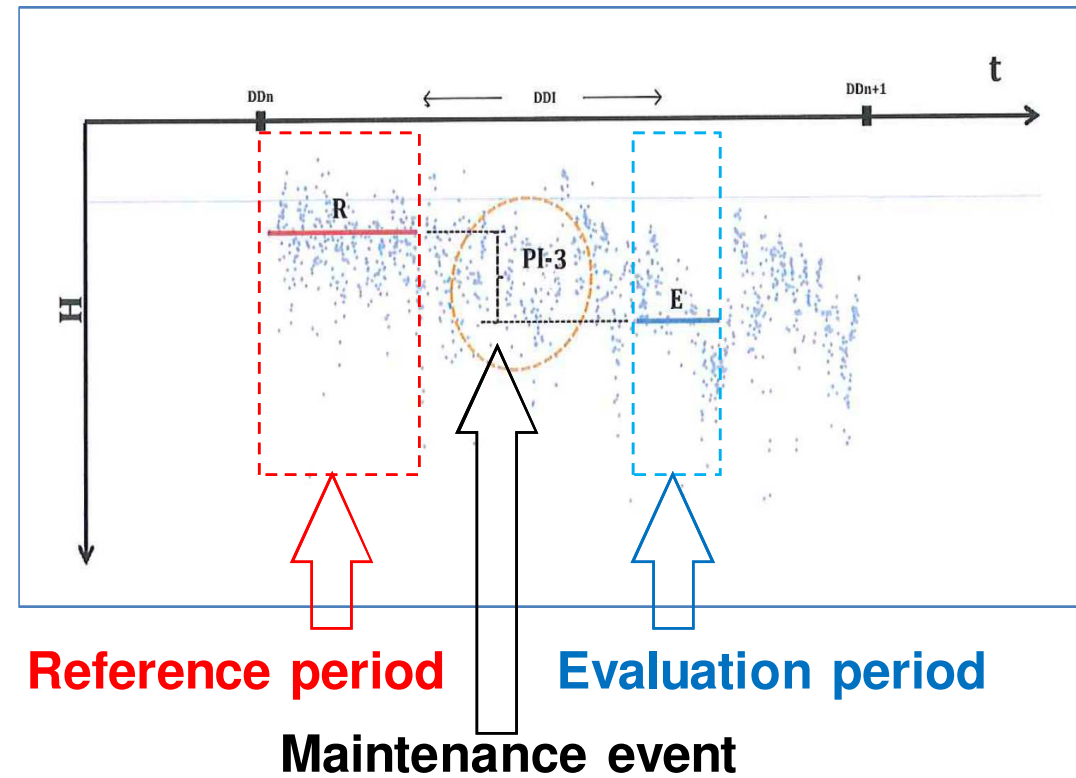 t
DDn
DDI
DDn+1
R
PI-3
E
H
Reference period
Evaluation period
Maintenance event